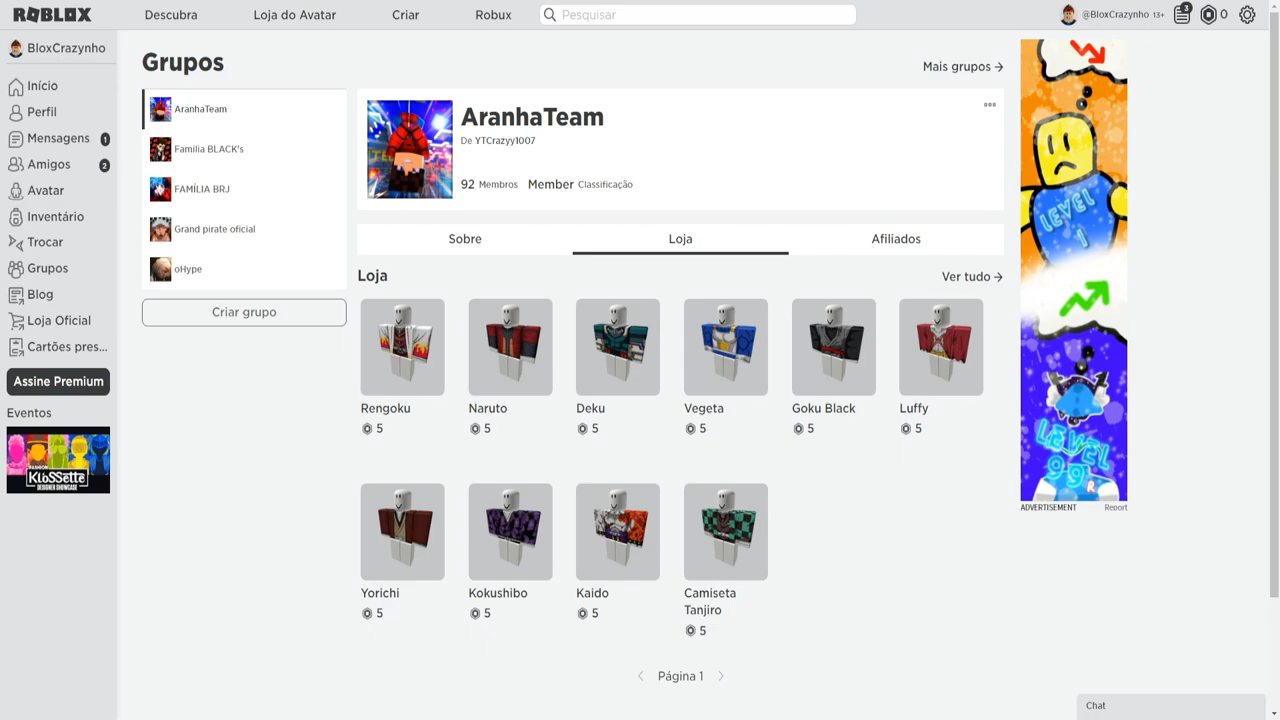 ROBLOX
Descubra
Loja do Avatar
Criar
Robux
Pesquisar
@BloxCrazynho 13+
3
0
BloxCrazynho
Início
Perfil
Mensagens 1
Amigos 2
Avatar
Inventário
Trocar
Grupos
Blog
Loja Oficial
Cartões pres...
Assine Premium
Eventos
FASHION
KLOSSette
DESIGNER SHOWCASE
Grupos
Mais grupos →
AranhaTeam
Familia BLACK's
FAMÍLIA BRJ
Grand pirate oficial
oHype
Criar grupo
AranhaTeam
De YTCrazyy1007
92 Membros Member Classificação
Sobre
Loja
Afiliados
Loja
Ver tudo →
Rengoku
5
Naruto
5
Deku
5
Vegeta
5
Goku Black
5
Luffy
5
Yorichi
5
Kokushibo
5
Kaido
5
Camiseta
Tanjiro
5
Página 1
LEVEL
1
LEVEL
99
R
ADVERTISEMENT
Report
Chat